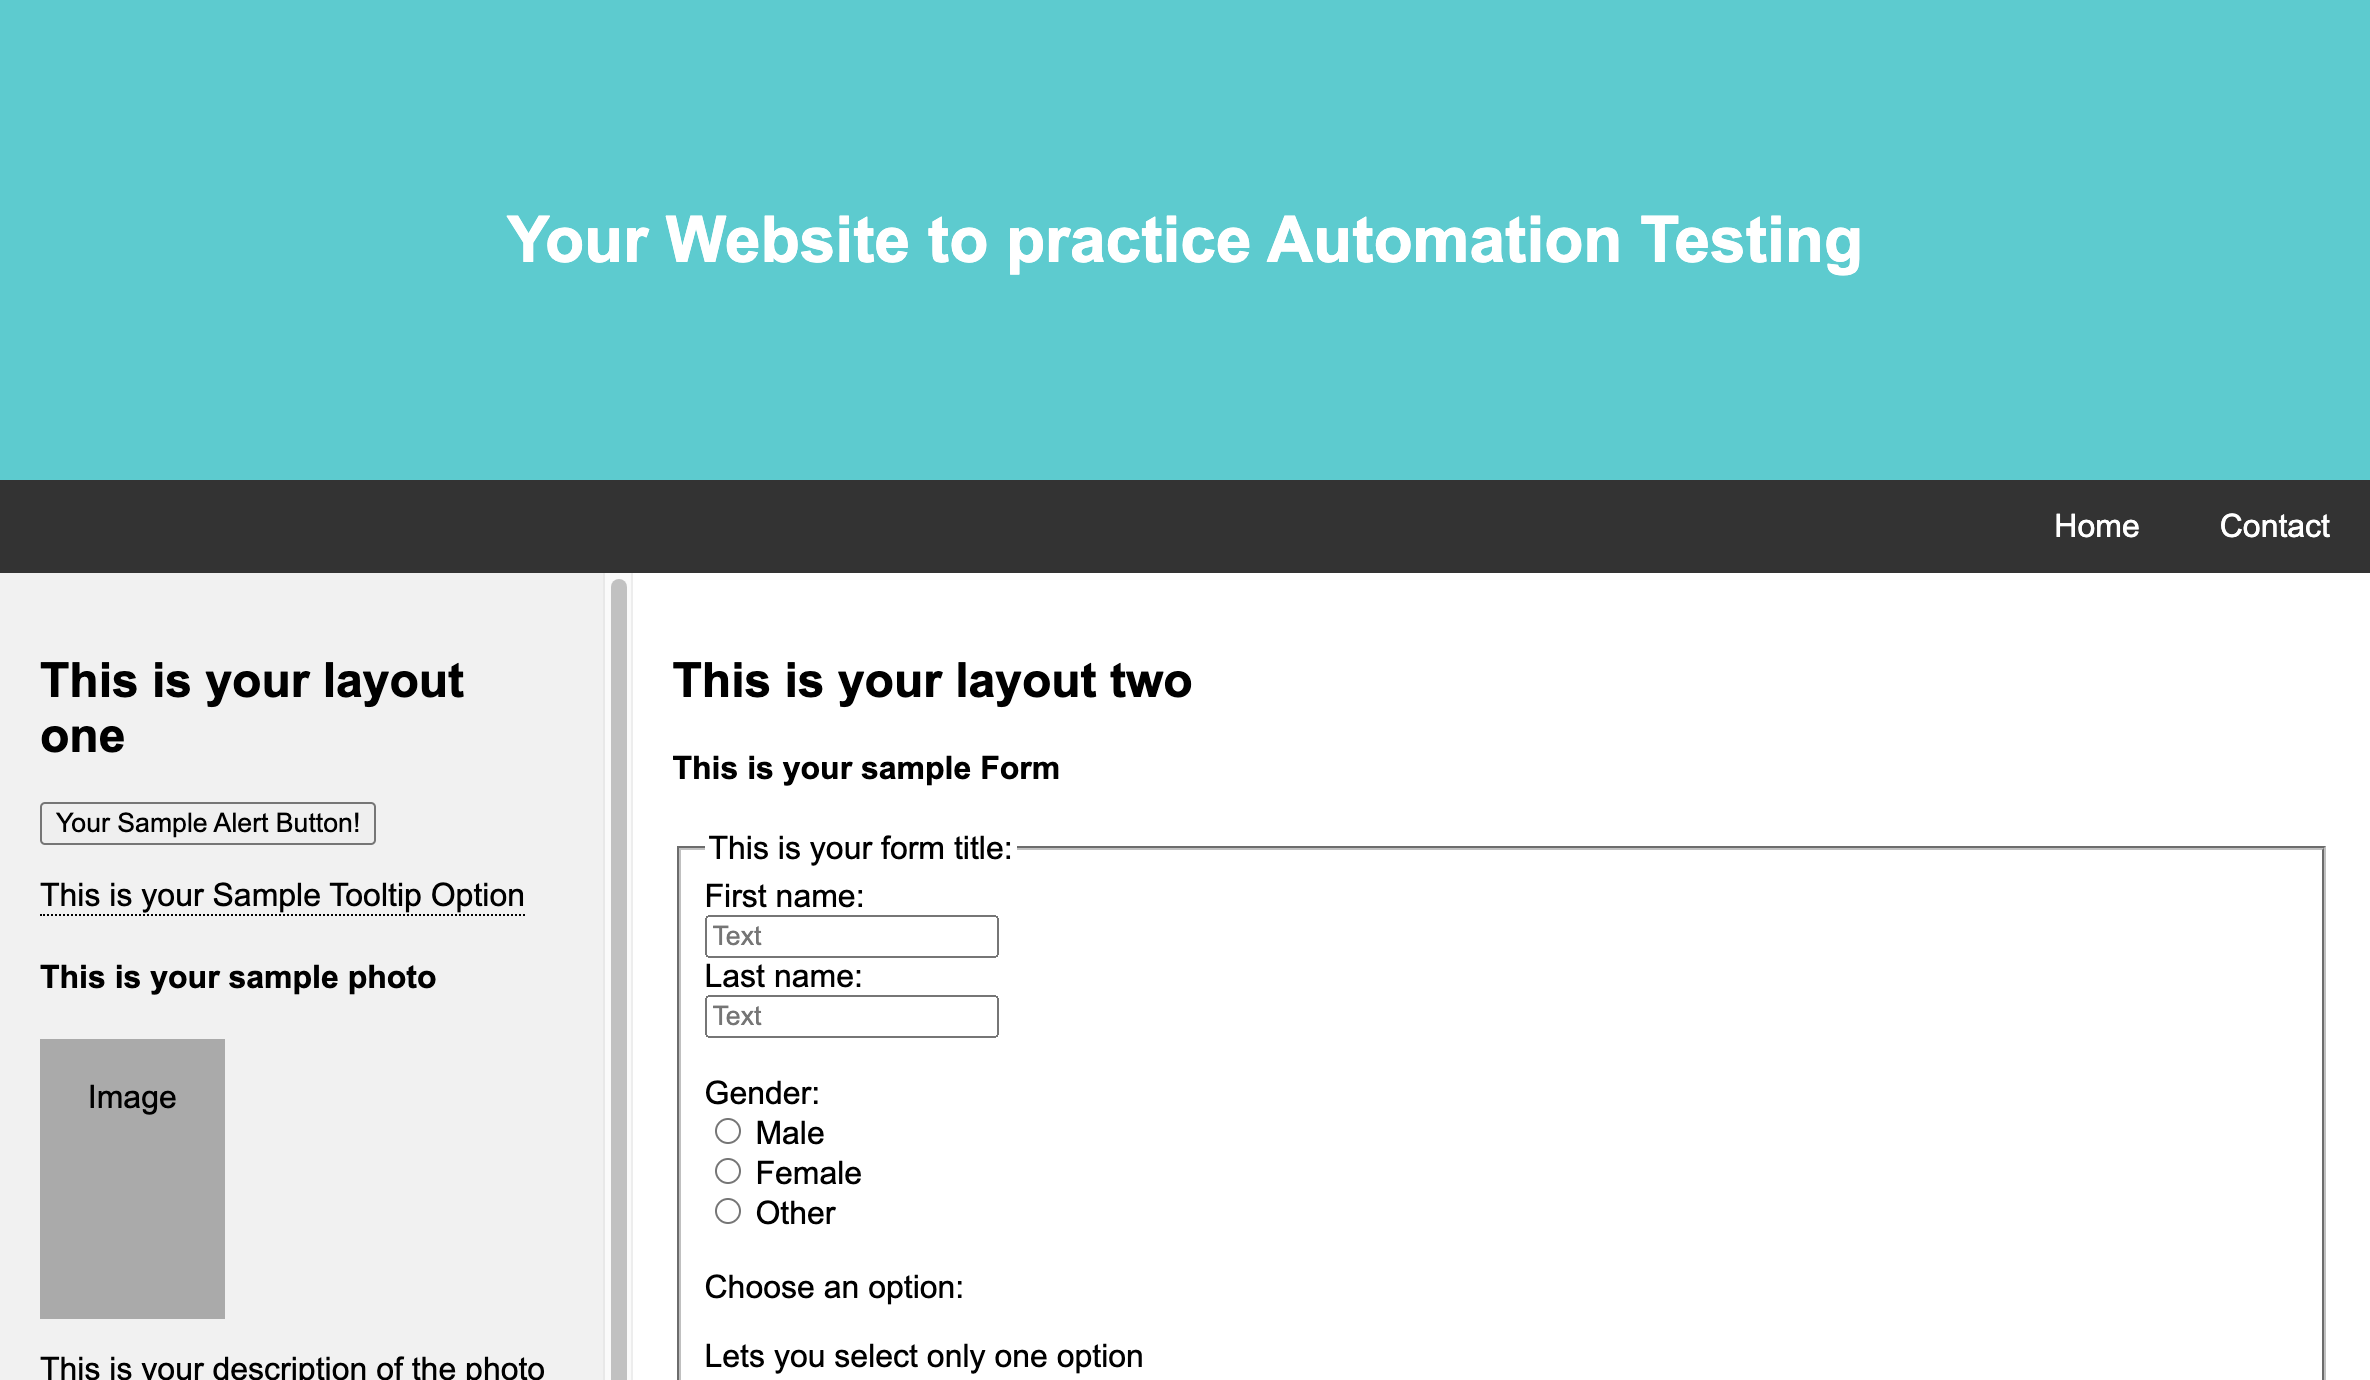 Your Website to practice Automation Testing
Home
Contact
This is your layout
one
Your Sample Alert Button!
This is your Sample Tooltip Option
This is your sample photo
Image
This is your description of the photo
This is your layout two
This is your sample Form
This is your form title:
First name:
Text
Last name:
Text
Gender:
Male
Female
Other
Choose an option:
Lets you select only one option